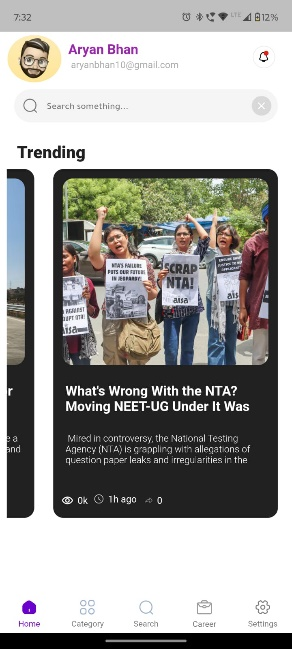 7:32
LTE
12%
Aryan Bhan
aryanbhan10@gmail.com
Search something...
Trending
r
e a
and
NTA'S FAILURE
PUTS OUR FUTURE
IN JEOPARDY!
SCRAP
NTA!
aisa
aisa
AGAINST
What's Wrong With the NTA?
Moving NEET-UG Under It Was
Mired in controversy, the National Testing
Agency (NTA) is grappling with allegations of
question paper leaks and irregularities in the
0k
1h ago
0
Home
Category
Search
Career
Settings